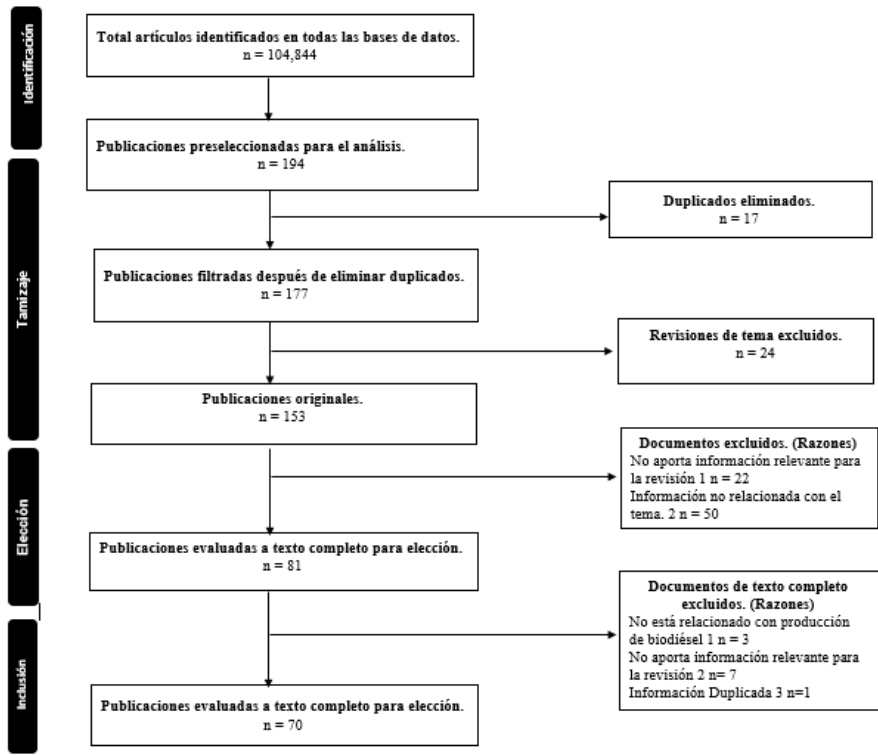 Identificación
Total artículos identificados en todas las bases de datos.
n = 104,844
Publicaciones preseleccionadas para el análisis.
n = 194
Tamizaje
Duplicados eliminados.
n = 17
Publicaciones filtradas después de eliminar duplicados.
n = 177
Revisiones de tema excluidos.
n = 24
Publicaciones originales.
n = 153
Elección
Documentos excluidos. (Razones)
No aporta información relevante para
la revisión 1 n = 22
Información no relacionada con el
tema. 2 n = 50
Publicaciones evaluadas a texto completo para elección.
n = 81
Documentos de texto completo
excluidos. (Razones)
No está relacionado con producción
de biodiésel 1 n = 3
No aporta información relevante para
la revisión 2 n= 7
Información Duplicada 3 n=1
Inclusión
Publicaciones evaluadas a texto completo para elección.
n = 70